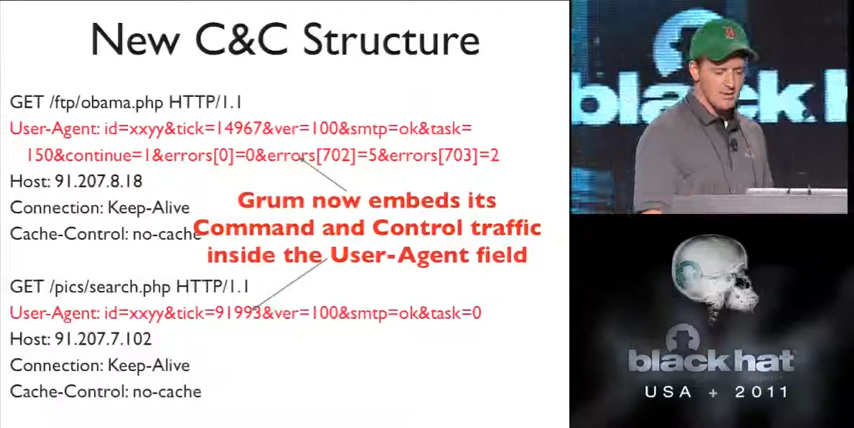 New C&C Structure
GET /ftp/obama.php HTTP/1.1
User-Agent: id=xxyy&tick=14967&ver=100&smtp=ok&task=
150&continue=1&errors[0]=0&errors[702]=5&errors[703]=2
Host: 91.207.8.18
Connection: Keep-Alive
Cache-Control: no-cache
Grum now embeds its
Command and Control traffic
inside the User-Agent field
GET /pics/search.php HTTP/1.1
User-Agent: id=xxyy&tick=91993&ver=100&smtp=ok&task=0
Host: 91.207.7.102
Connection: Keep-Alive
Cache-Control: no-cache
black h
black hat
USA + 2011